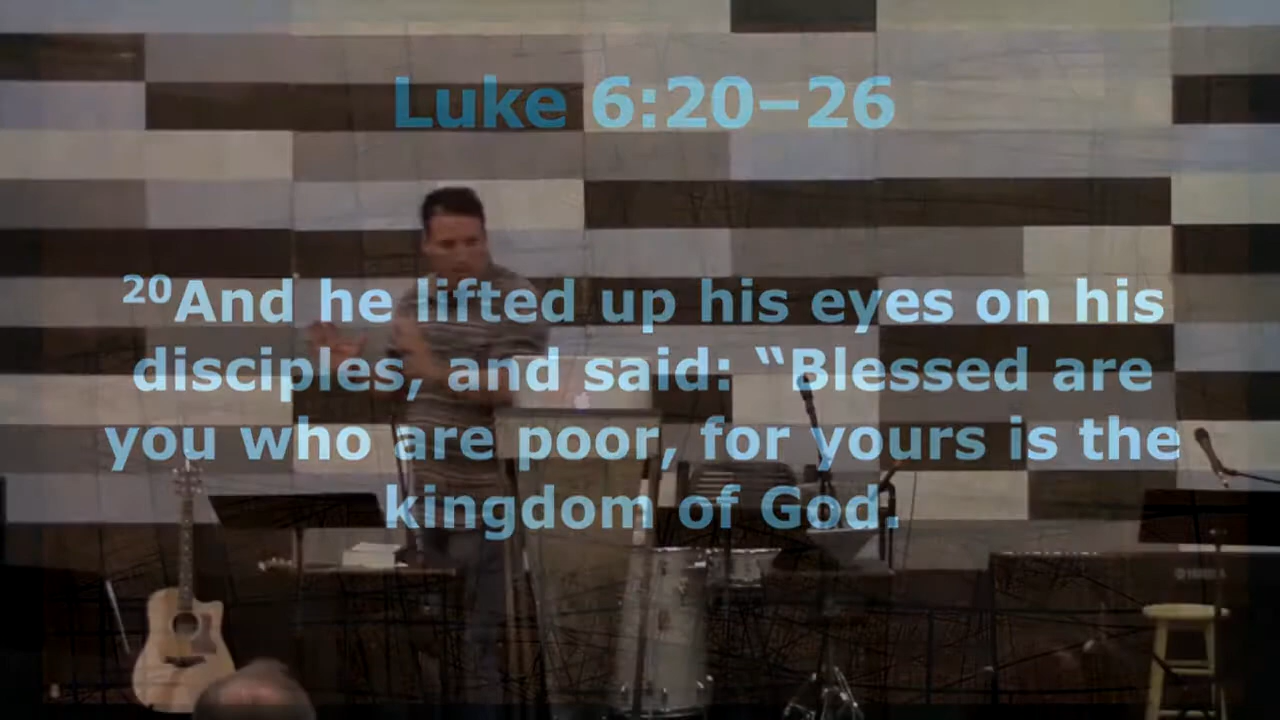 Luke 6:20–26
²⁰And he lifted up his eyes on his
disciples, and said: “Blessed are
you who are poor, for yours is the
kingdom of God.
YAMAHA